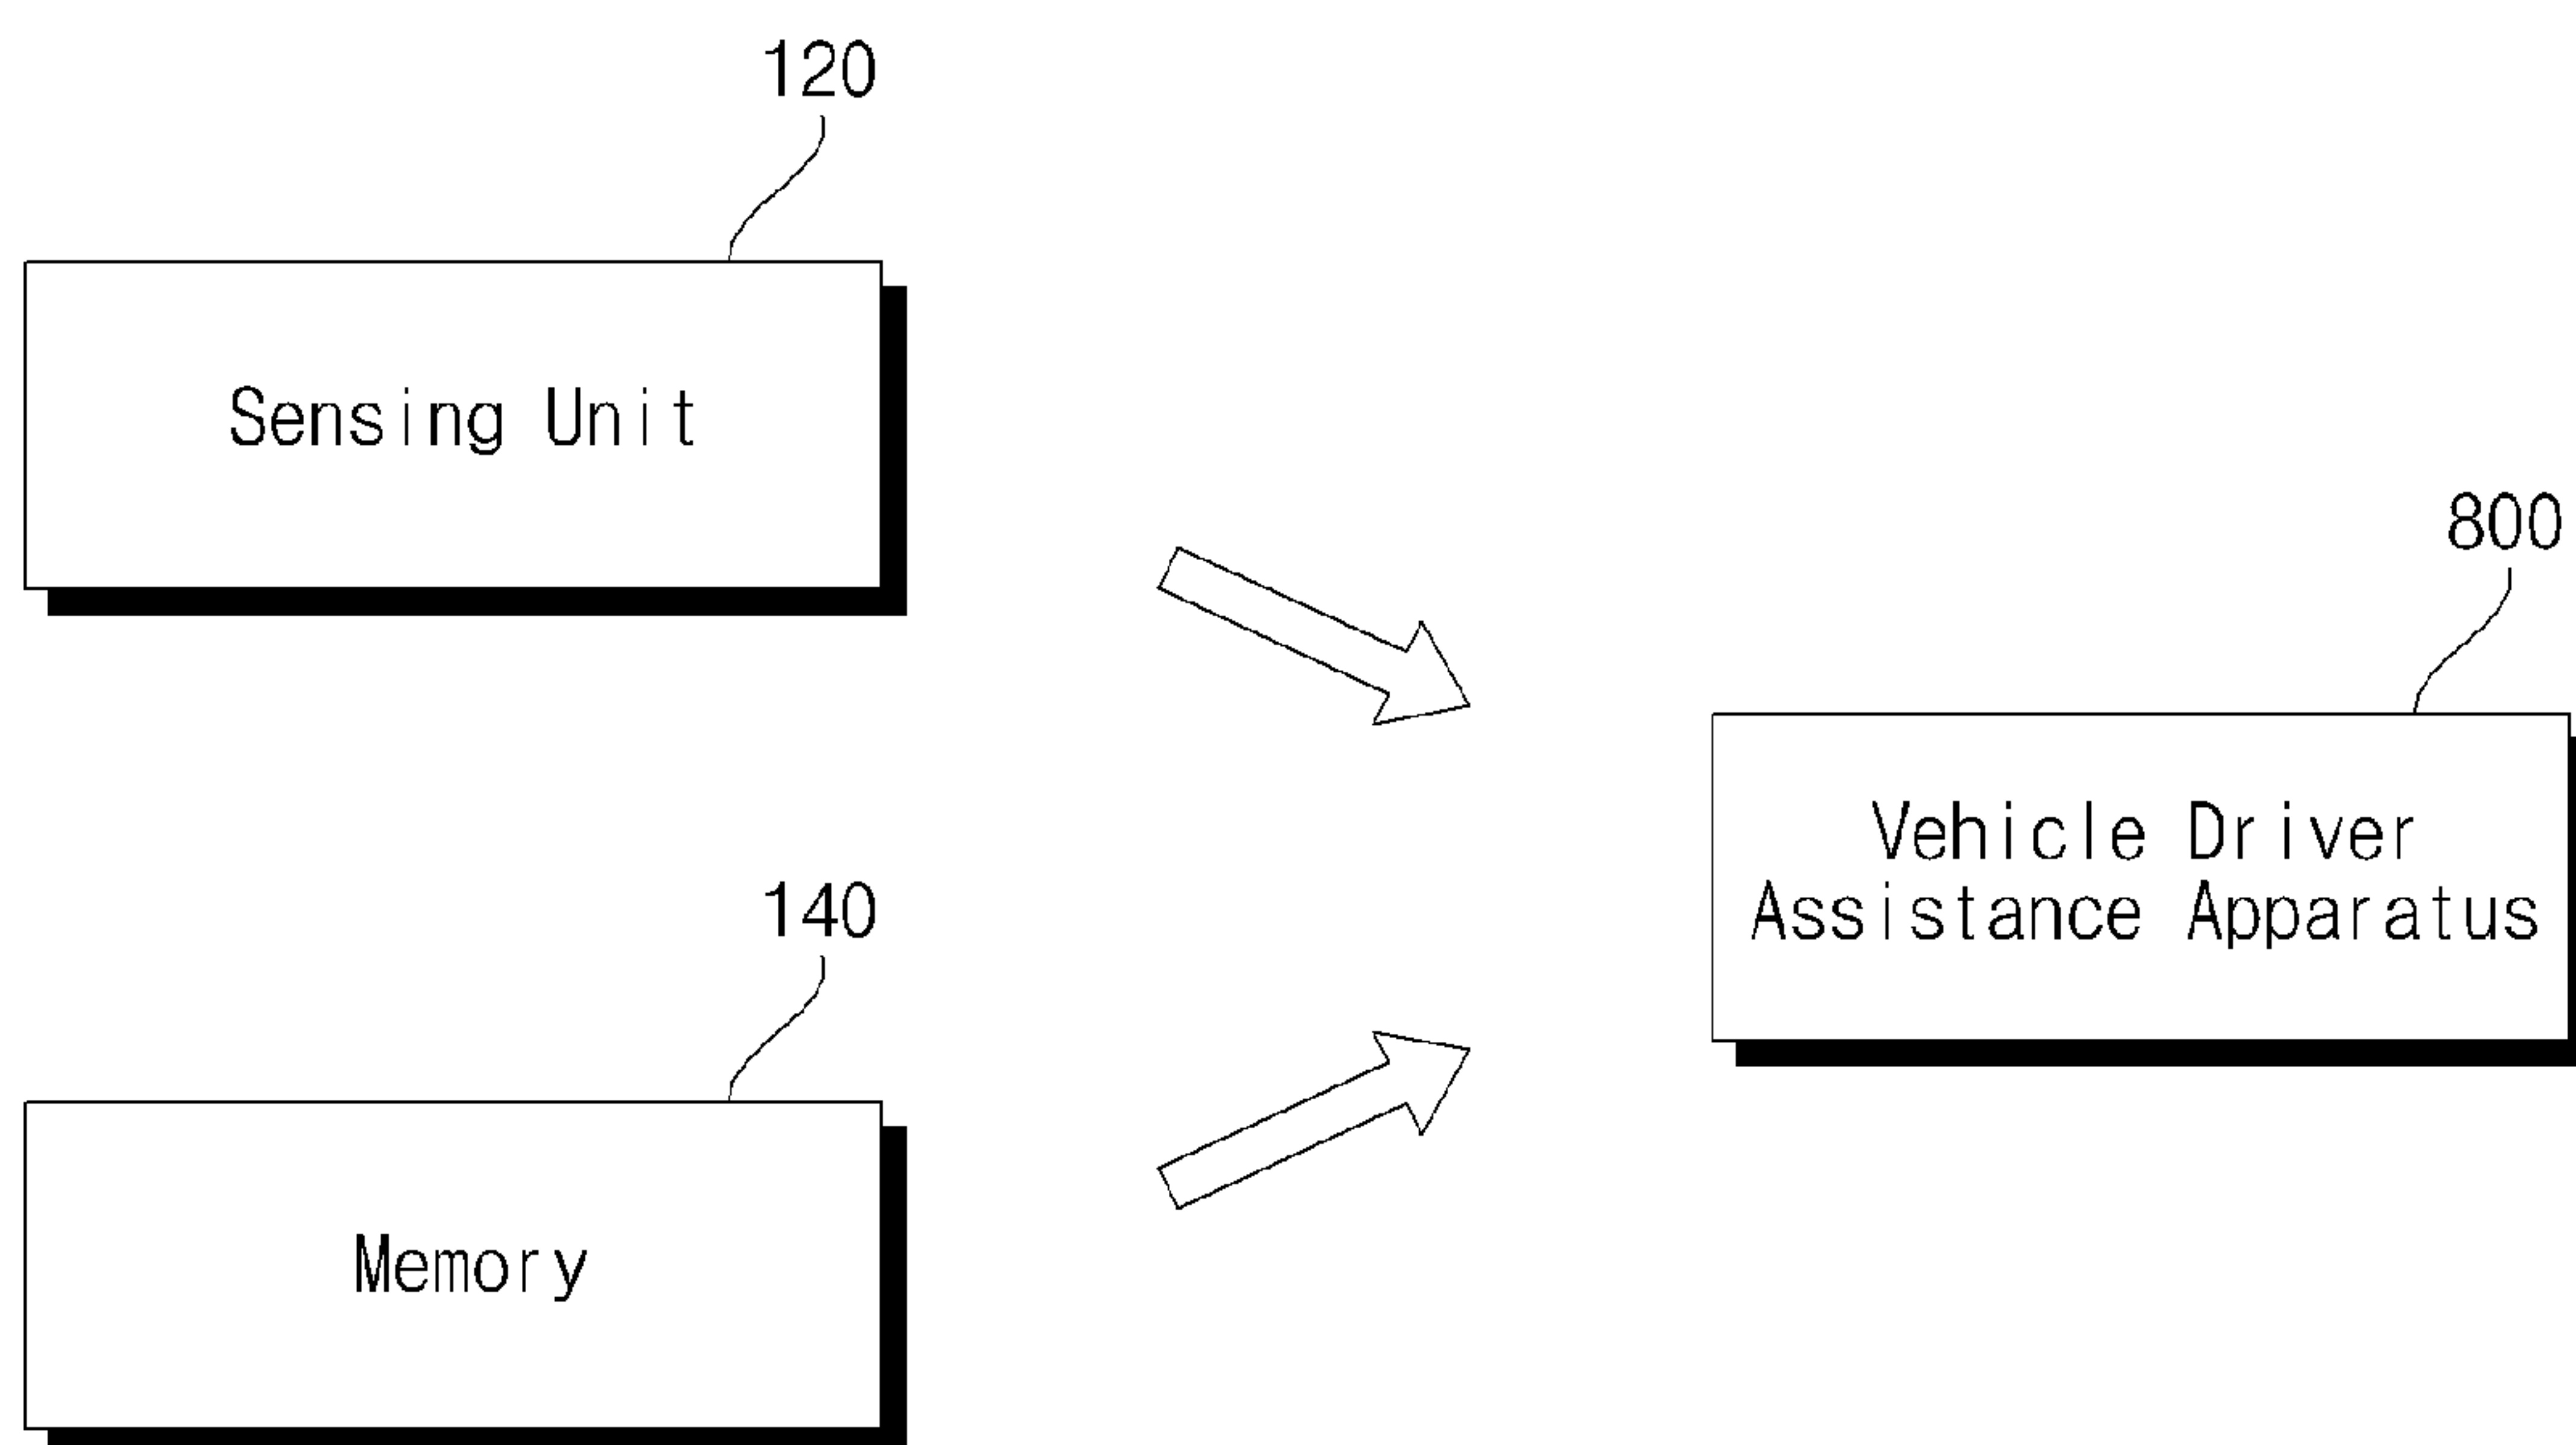 120
Sensing Unit
800
Vehicle Driver
Assistance Apparatus
140
Memory